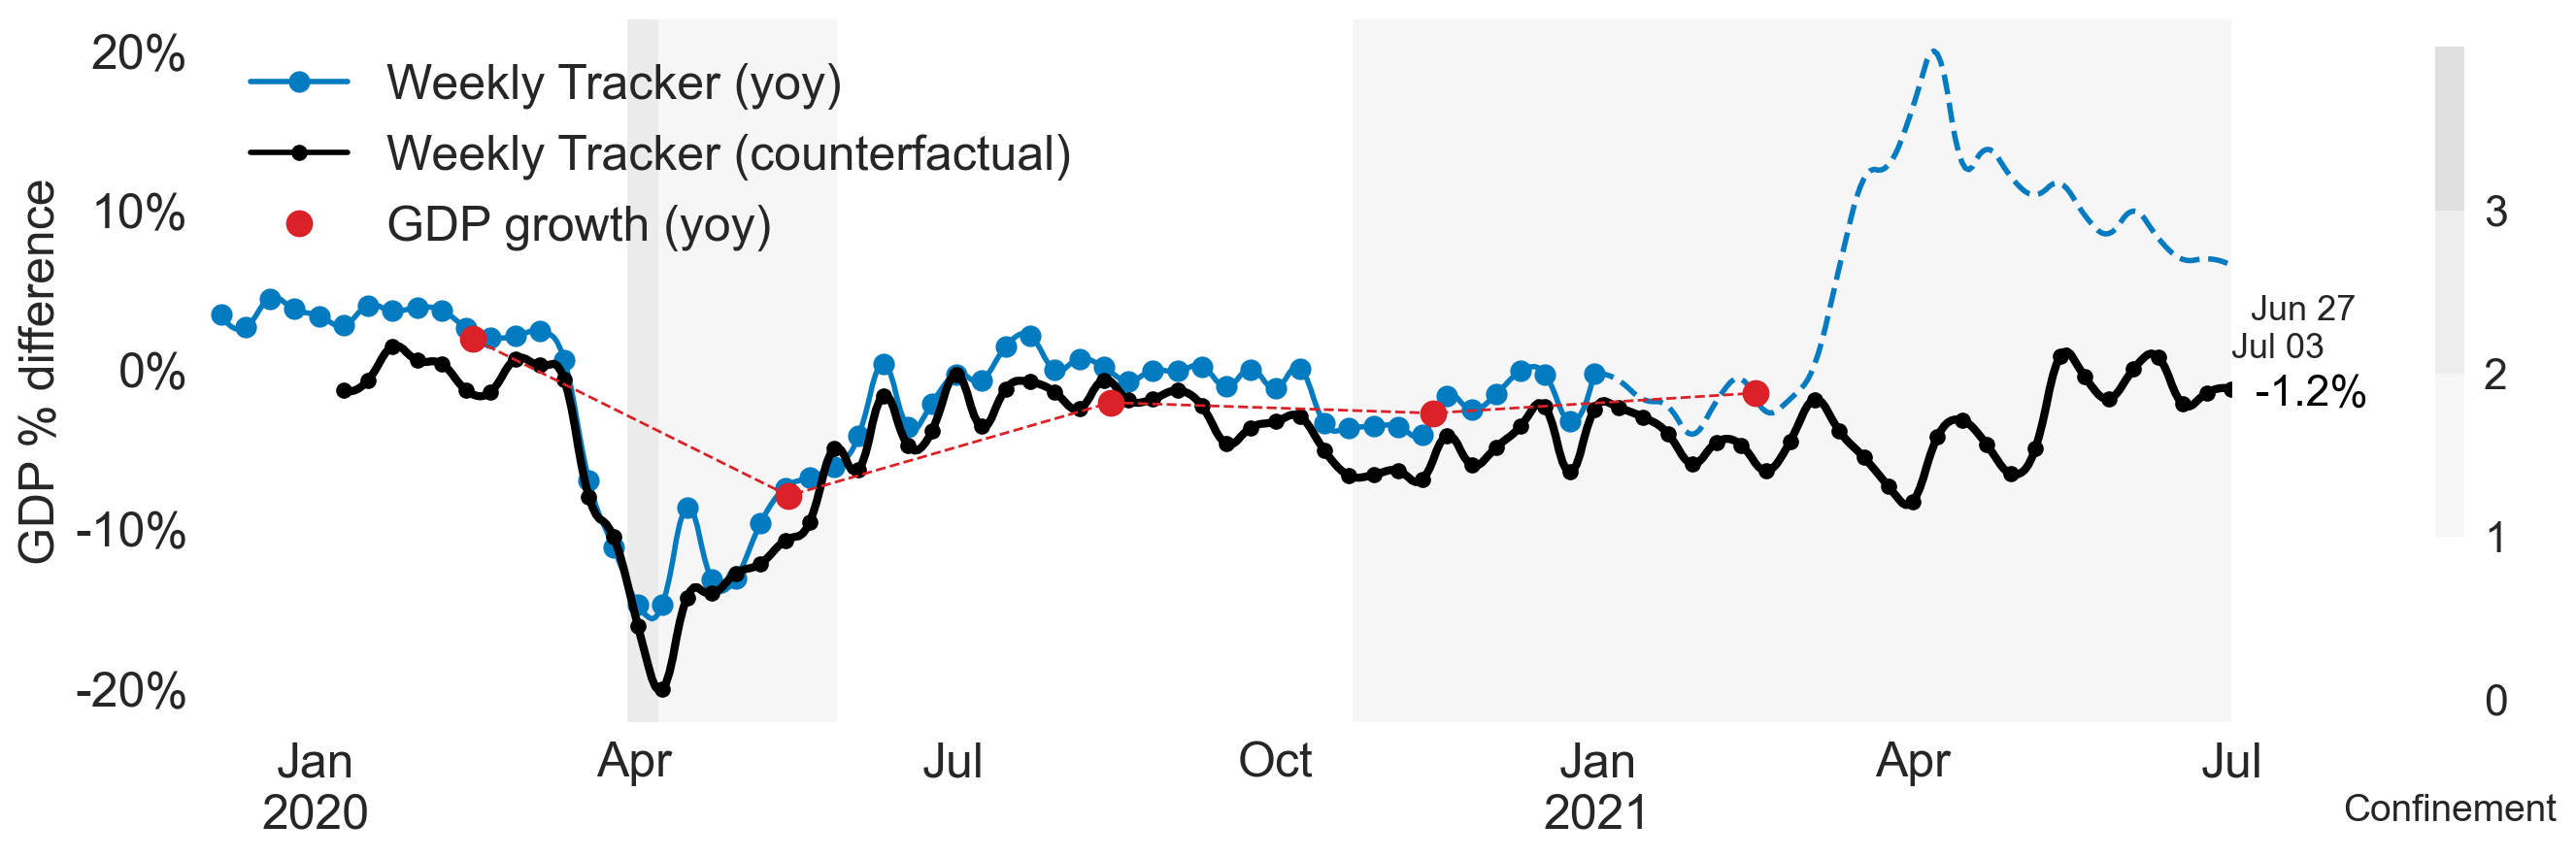 GDP % difference
20%
10%
0%
-10%
-20%
Weekly Tracker (yoy)
Weekly Tracker (counterfactual)
GDP growth (yoy)
Jun 27
Jul 03
-1.2%
3
2
1
0
Jan
2020
Apr
Jul
Oct
Jan
2021
Apr
Jul
Confinement